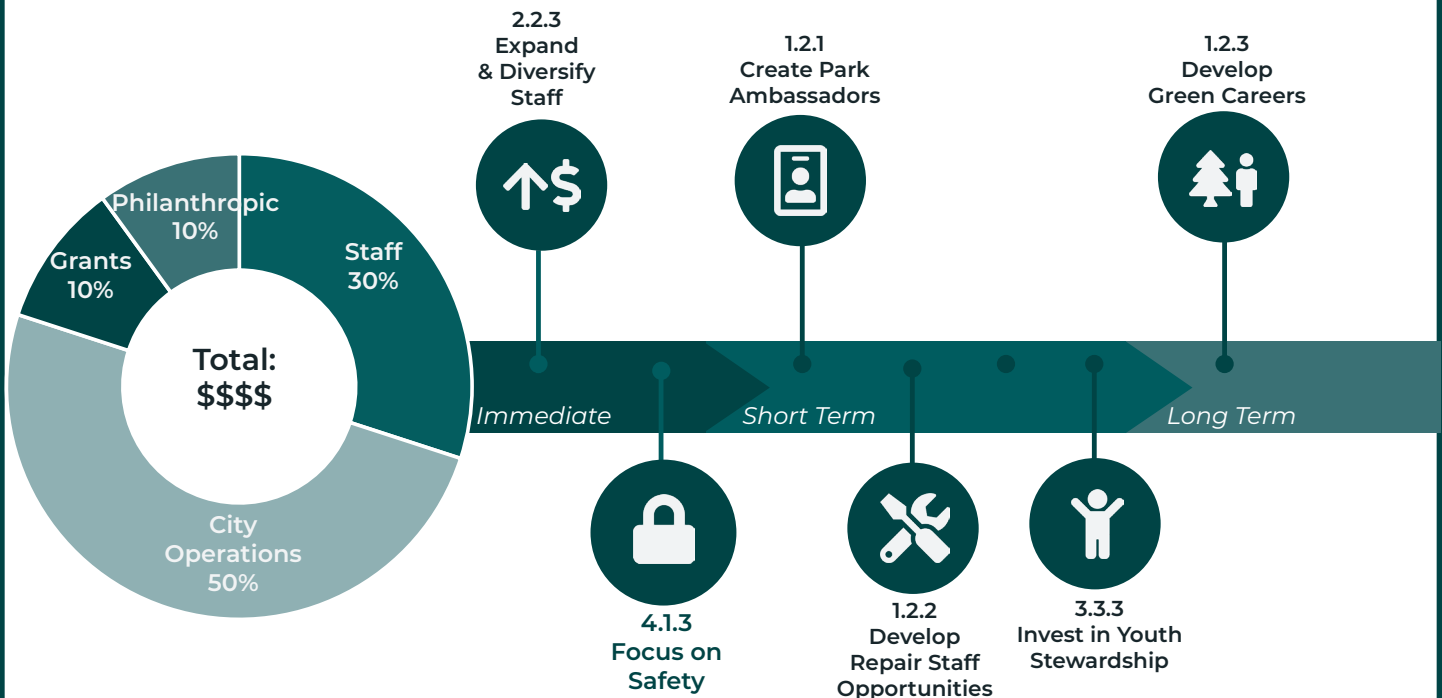 2.2.3
Expand
& Diversify
Staff
1.2.1
Create Park
Ambassadors
1.2.3
Develop
Green Careers
$
Philanthropic
10%
Staff
30%
Grants
10%
Total:
$$$$
City
Operations
50%
Immediate
Short Term
Long Term
4.1.3
Focus on
Safety
1.2.2
Develop
Repair Staff
Opportunities
3.3.3
Invest in Youth
Stewardship